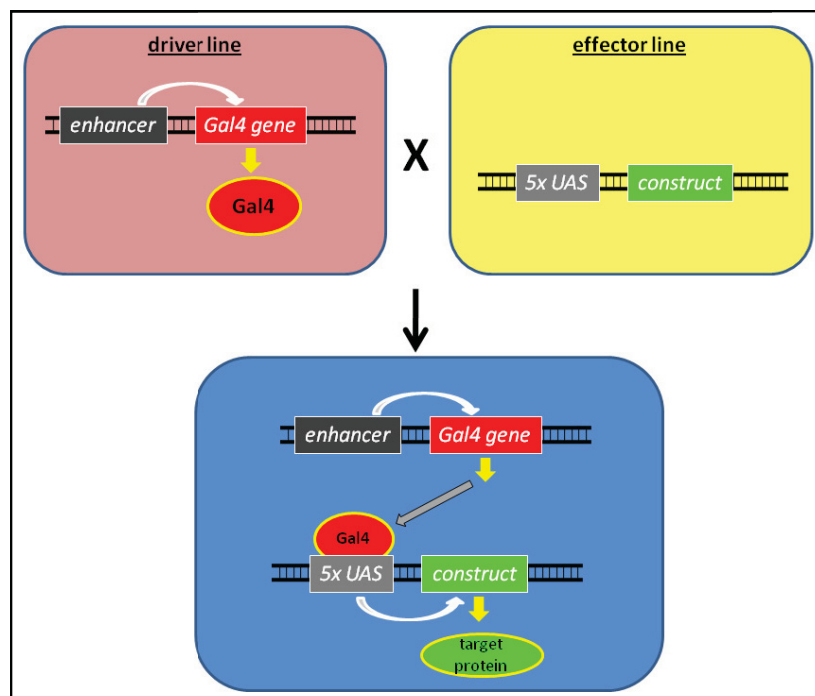 driver line
enhancer
Gal4 gene
Gal4
X
effector line
5x UAS
construct
enhancer
Gal4 gene
Gal4
5x UAS
construct
target
protein